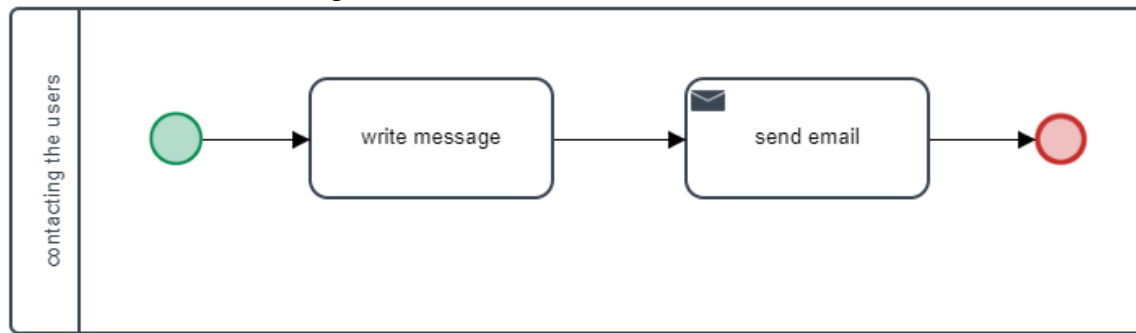 contacting the users
write message
send email